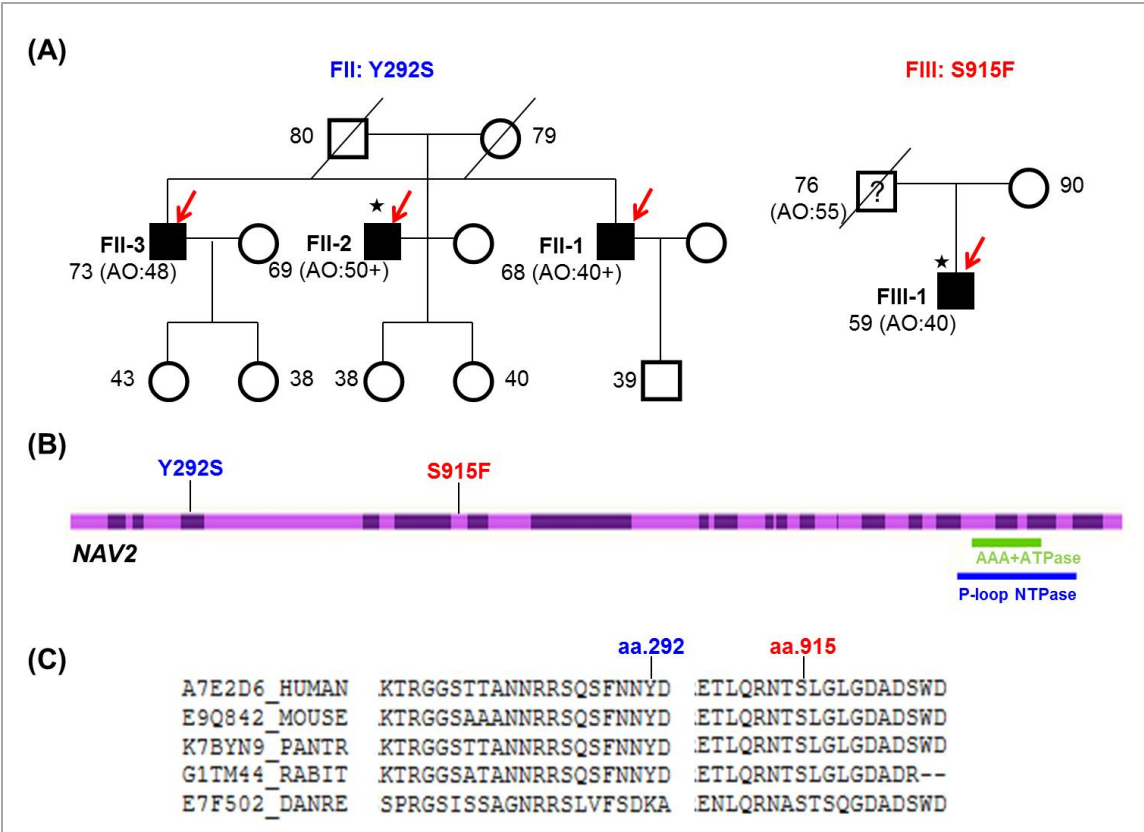 (A)
FII: Y292S
FIII: S915F
80
79
76
(AO:55)
?
90
FII-3
73 (AO:48)
FII-2
69 (AO:50+)
FII-1
68 (AO:40+)
FIII-1
59 (AO:40)
43
38
38
40
39
(B)
Y292S
S915F
NAV2
AAA+ATPase
P-loop NTPase
(C)
aa.292 aa.915
A7E2D6_HUMAN KTRGGSTTANNRRSQSFNNYD ETLQRNTSLGLGDADSWD
E9Q842_MOUSE KTRGGSAAANNRRSQSFNNYD ETLQRNTSLGLGDADSWD
K7BYN9_PANTR KTRGGSTANNRRSQSFNNYD ETLQRNTSLGLGDADSWD
G1TM44_RABIT KTRGGSATANNRRSQSFNNYD ETLQRNTSLGLGDADR--
E7F502_DANRE SPRGSISSAGNRRSLVFSDKA ENLQRNASTSQGDADSWD